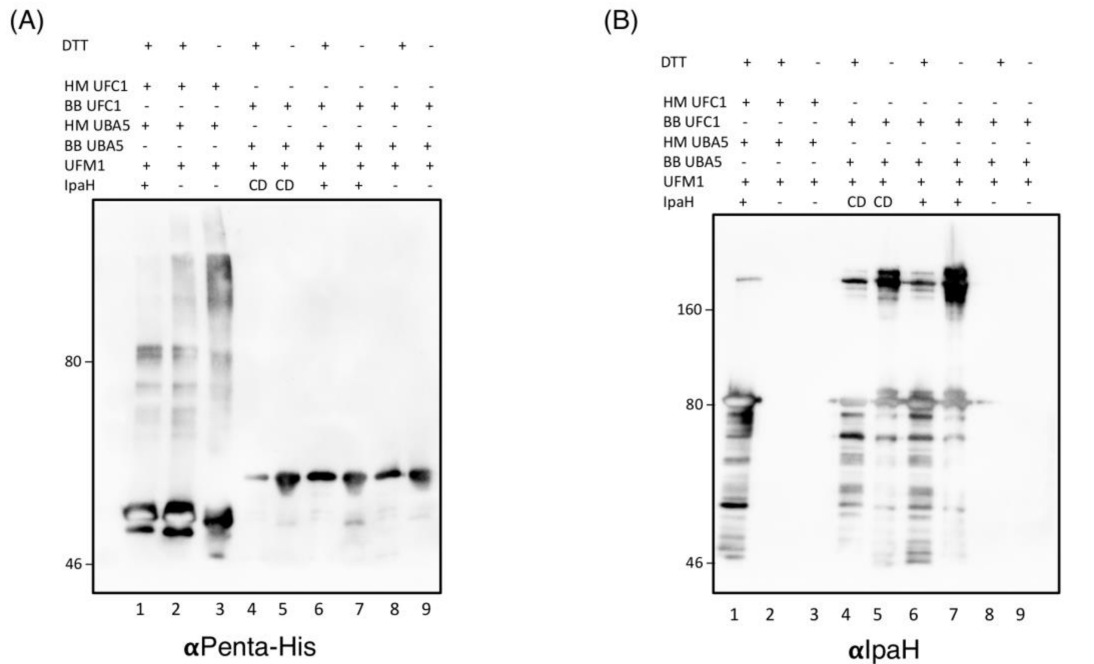 (A)
DTT + + - + - + - + -
HM UFC1 + + + - - - - - -
BB UFC1 - - - + + + + + +
HM UBA5 + + + - - - - - -
BB UBA5 - - - + + + + + +
UFM1 + + + + + + + + +
IpaH + - - CD CD + + - -
80
46
1 2 3 4 5 6 7 8 9
αPenta-His
(B)
DTT + + - + - + - + -
HM UFC1 + + + - - - - - -
BB UFC1 - - - + + + + + +
HM UBA5 + + + - - - - - -
BB UBA5 - - - + + + + + +
UFM1 + + + + + + + + +
IpaH + - - CD CD + + - -
160
80
46
1 2 3 4 5 6 7 8 9
αIpaH